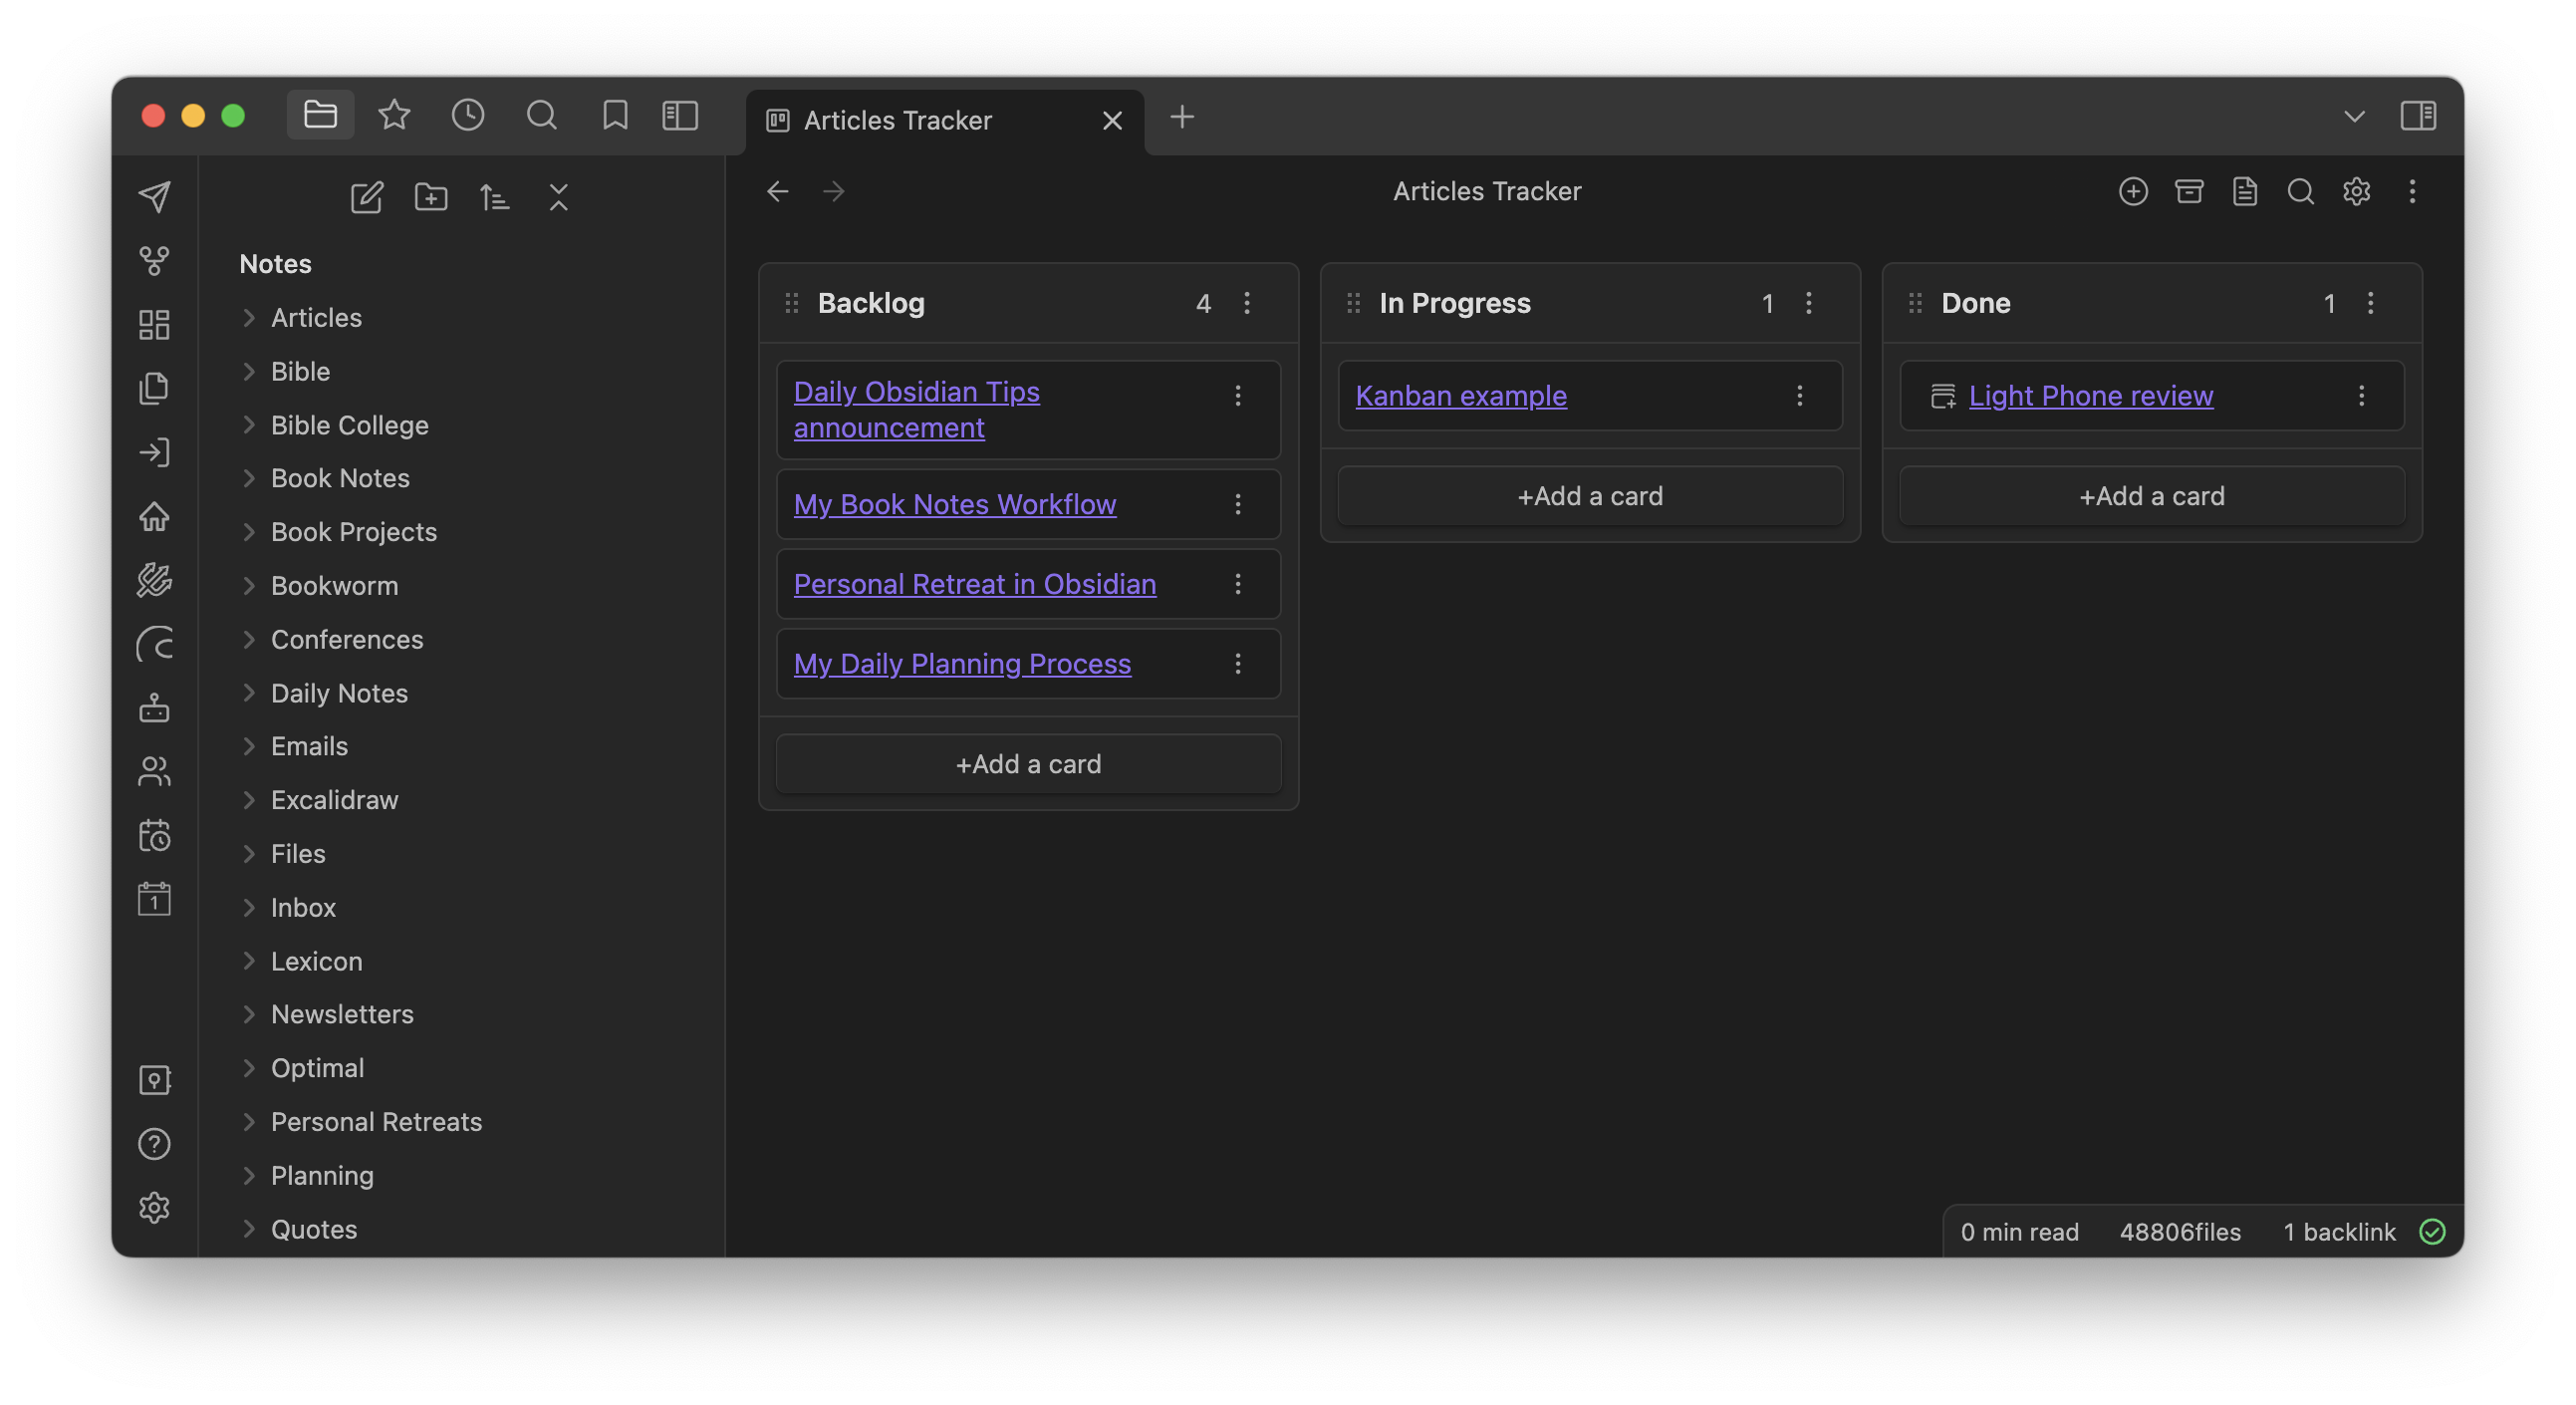 Articles Tracker
Articles Tracker
Notes
Articles
Bible
Bible College
Book Notes
Book Projects
Bookworm
Conferences
Daily Notes
Emails
Excalidraw
Files
Inbox
Lexicon
Newsletters
Optimal
Personal Retreats
Planning
Quotes
1
Backlog 4
Daily Obsidian Tips
announcement
My Book Notes Workflow
Personal Retreat in Obsidian
My Daily Planning Process
+Add a card
In Progress 1
Kanban example
+Add a card
Done 1
Light Phone review
+Add a card
0 min read 48806files 1 backlink